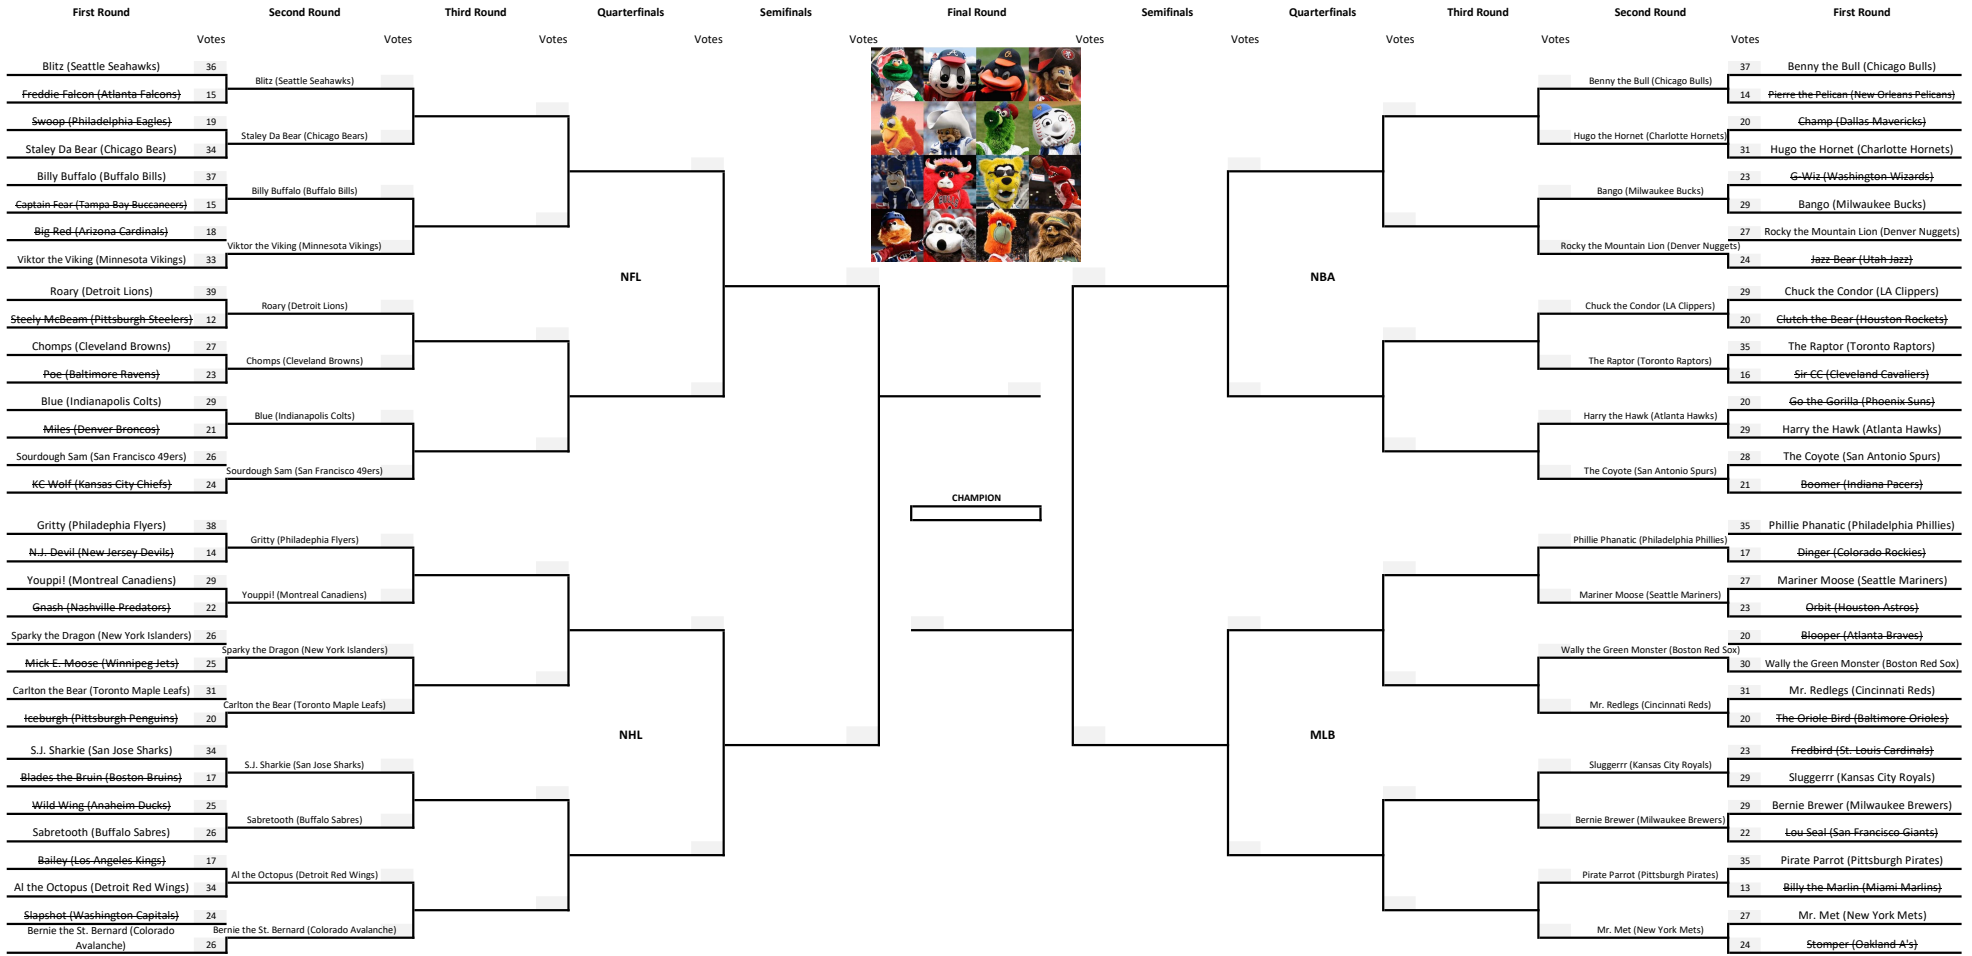 First Round Second Round Third Round Quarterfinals Semifinals Final Round Semifinals Quarterfinals Third Round Second Round First Round
Votes Votes Votes Votes Votes Votes Votes Votes Votes Votes
Blitz (Seattle Seahawks) 36
Freddie Falcon (Atlanta Falcons) 15
Swoop (Philadelphia Eagles) 19
Staley Da Bear (Chicago Bears) 34
Billy Buffalo (Buffalo Bills) 37
Captain Fear (Tampa Bay Buccaneers) 15
Big Red (Arizona Cardinals) 18
Viktor the Viking (Minnesota Vikings) 33
Roary (Detroit Lions) 39
Steely McBeam (Pittsburgh Steelers) 12
Chomps (Cleveland Browns) 27
Poe (Baltimore Ravens) 23
Blue (Indianapolis Colts) 29
Miles (Denver Broncos) 21
Sourdough Sam (San Francisco 49ers) 26
KC Wolf (Kansas City Chiefs) 24
Gritty (Philadephia Flyers) 38
N.J. Devil (New Jersey Devils) 14
Youppi! (Montreal Canadiens) 29
Gnash (Nashville Predators) 22
Sparky the Dragon (New York Islanders) 26
Mick E. Moose (Winnipeg Jets) 25
Carlton the Bear (Toronto Maple Leafs) 31
Iceburgh (Pittsburgh Penguins) 20
S.J. Sharkie (San Jose Sharks) 34
Blades the Bruin (Boston Bruins) 17
Wild Wing (Anaheim Ducks) 25
Sabretooth (Buffalo Sabres) 26
Bailey (Los Angeles Kings) 17
Al the Octopus (Detroit Red Wings) 34
Slapshot (Washington Capitals) 24
Bernie the St. Bernard (Colorado
Avalanche) 26
Blitz (Seattle Seahawks)
Staley Da Bear (Chicago Bears)
Billy Buffalo (Buffalo Bills)
Viktor the Viking (Minnesota Vikings)
Roary (Detroit Lions)
Chomps (Cleveland Browns)
Blue (Indianapolis Colts)
Sourdough Sam (San Francisco 49ers)
Gritty (Philadephia Flyers)
Youppi! (Montreal Canadiens)
Sparky the Dragon (New York Islanders)
Carlton the Bear (Toronto Maple Leafs)
S.J. Sharkie (San Jose Sharks)
Sabretooth (Buffalo Sabres)
Al the Octopus (Detroit Red Wings)
Bernie the St. Bernard (Colorado Avalanche)
NFL
NHL
CHAMPION
NBA
MLB
Benny the Bull (Chicago Bulls)
Hugo the Hornet (Charlotte Hornets)
Bango (Milwaukee Bucks)
Rocky the Mountain Lion (Denver Nuggets)
Chuck the Condor (LA Clippers)
The Raptor (Toronto Raptors)
Harry the Hawk (Atlanta Hawks)
The Coyote (San Antonio Spurs)
Phillie Phanatic (Philadelphia Phillies)
Mariner Moose (Seattle Mariners)
Wally the Green Monster (Boston Red Sox)
Mr. Redlegs (Cincinnati Reds)
Sluggerrr (Kansas City Royals)
Bernie Brewer (Milwaukee Brewers)
Pirate Parrot (Pittsburgh Pirates)
Mr. Met (New York Mets)
37 Benny the Bull (Chicago Bulls)
14 Pierre the Pelican (New Orleans Pelicans)
20 Champ (Dallas Mavericks)
31 Hugo the Hornet (Charlotte Hornets)
23 G-Wiz (Washington Wizards)
29 Bango (Milwaukee Bucks)
27 Rocky the Mountain Lion (Denver Nuggets)
24 Jazz Bear (Utah Jazz)
29 Chuck the Condor (LA Clippers)
20 Clutch the Bear (Houston Rockets)
35 The Raptor (Toronto Raptors)
16 Sir CC (Cleveland Cavaliers)
20 Go the Gorilla (Phoenix Suns)
29 Harry the Hawk (Atlanta Hawks)
28 The Coyote (San Antonio Spurs)
21 Boomer (Indiana Pacers)
35 Phillie Phanatic (Philadelphia Phillies)
17 Dinger (Colorado Rockies)
27 Mariner Moose (Seattle Mariners)
23 Orbit (Houston Astros)
20 Blooper (Atlanta Braves)
30 Wally the Green Monster (Boston Red Sox)
31 Mr. Redlegs (Cincinnati Reds)
20 The Oriole Bird (Baltimore Orioles)
23 Fredbird (St. Louis Cardinals)
29 Sluggerrr (Kansas City Royals)
29 Bernie Brewer (Milwaukee Brewers)
22 Lou Seal (San Francisco Giants)
35 Pirate Parrot (Pittsburgh Pirates)
13 Billy the Marlin (Miami Marlins)
27 Mr. Met (New York Mets)
24 Stomper (Oakland A's)